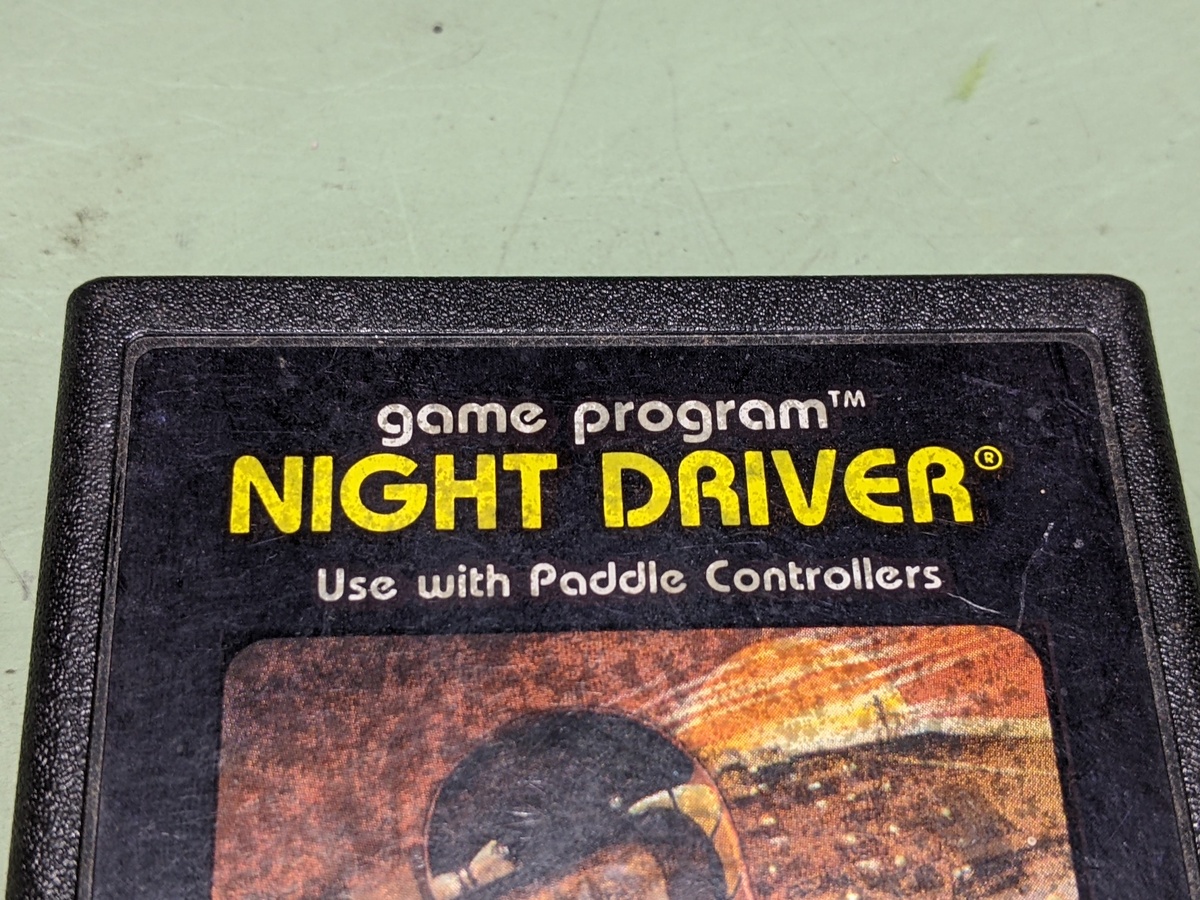 game program™
NIGHT DRIVER®
Use with Paddle Controllers